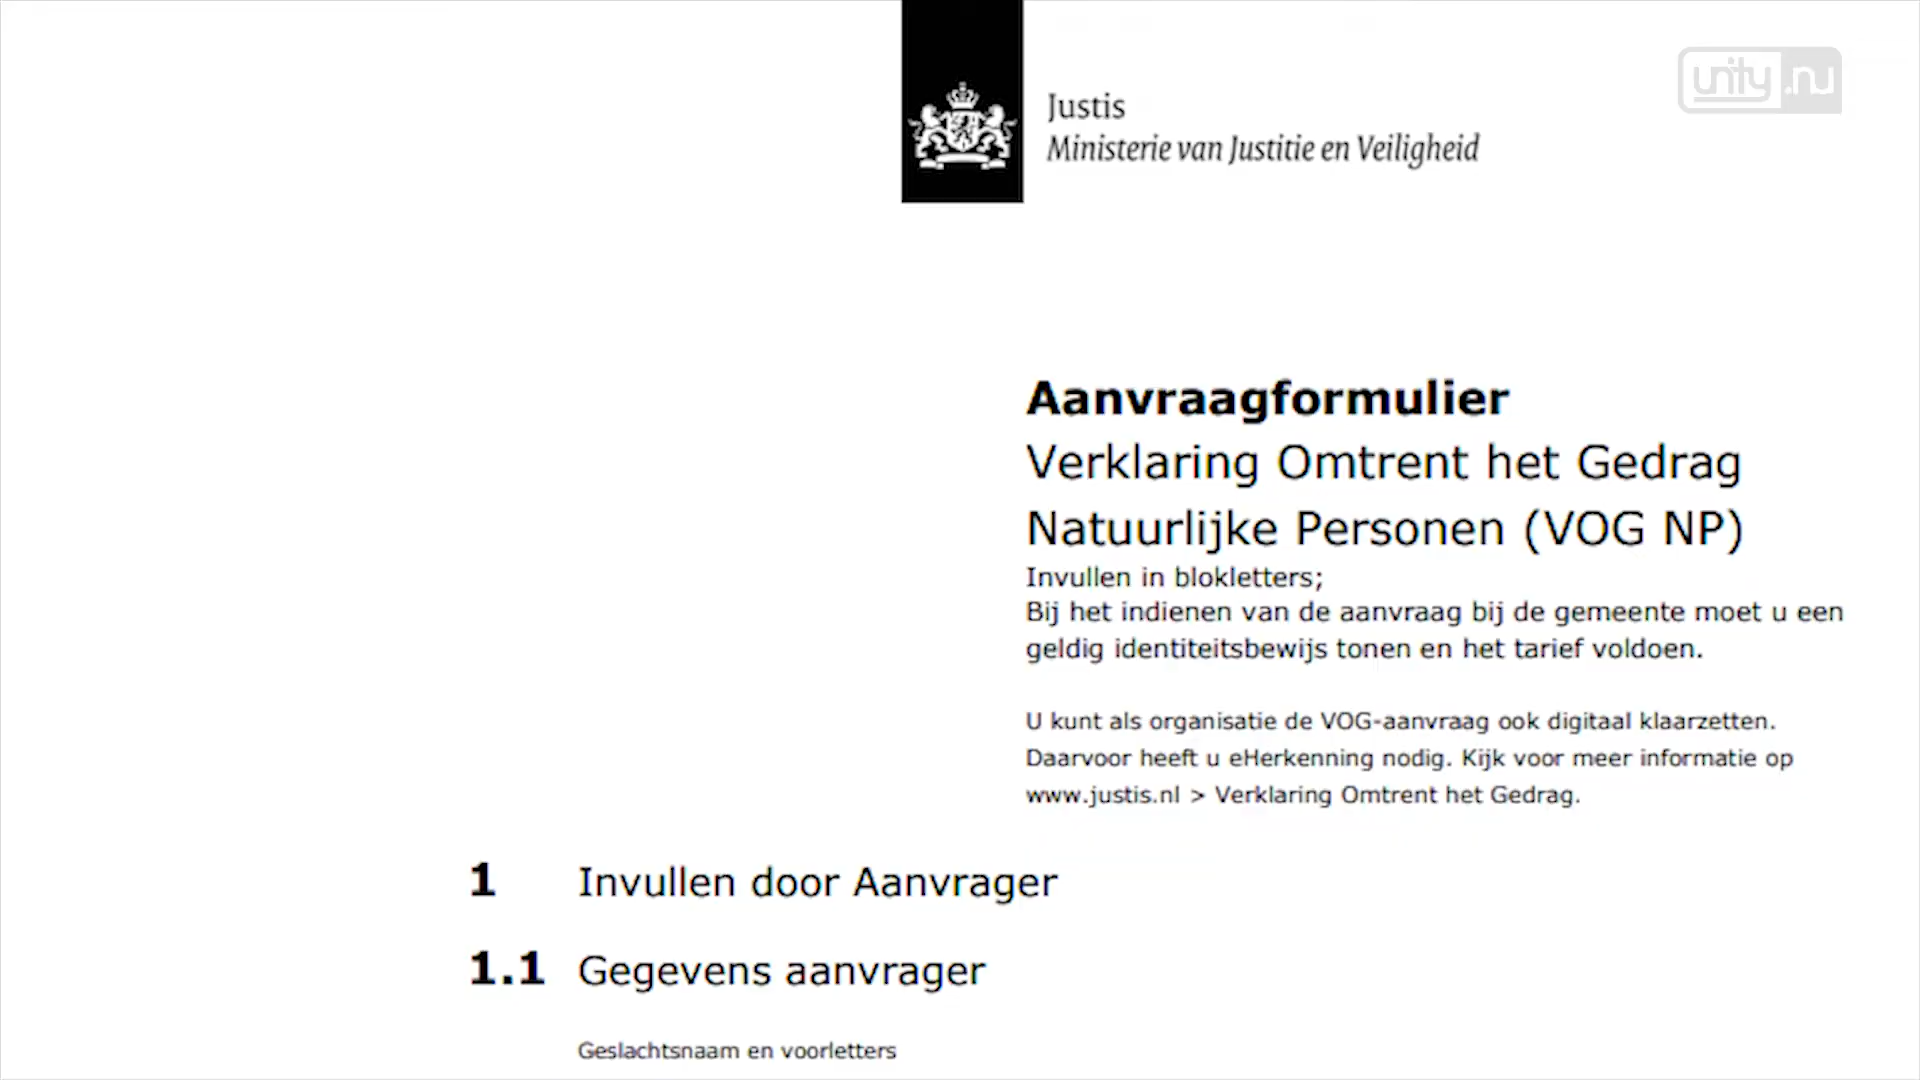 unity.nu
Justis
Ministerie van Justitie en Veiligheid
Aanvraagformulier
Verklaring Omtrent het Gedrag
Natuurlijke Personen (VOG NP)
Invullen in blokletters;
Bij het indienen van de aanvraag bij de gemeente moet u een
geldig identiteitsbewijs tonen en het tarief voldoen.
U kunt als organisatie de VOG-aanvraag ook digitaal klaarzetten.
Daarvoor heeft u eHerkenning nodig. Kijk voor meer informatie op
www.justis.nl > Verklaring Omtrent het Gedrag.
1 Invullen door Aanvrager
1.1 Gegevens aanvrager
Geslachtsnaam en voorletters